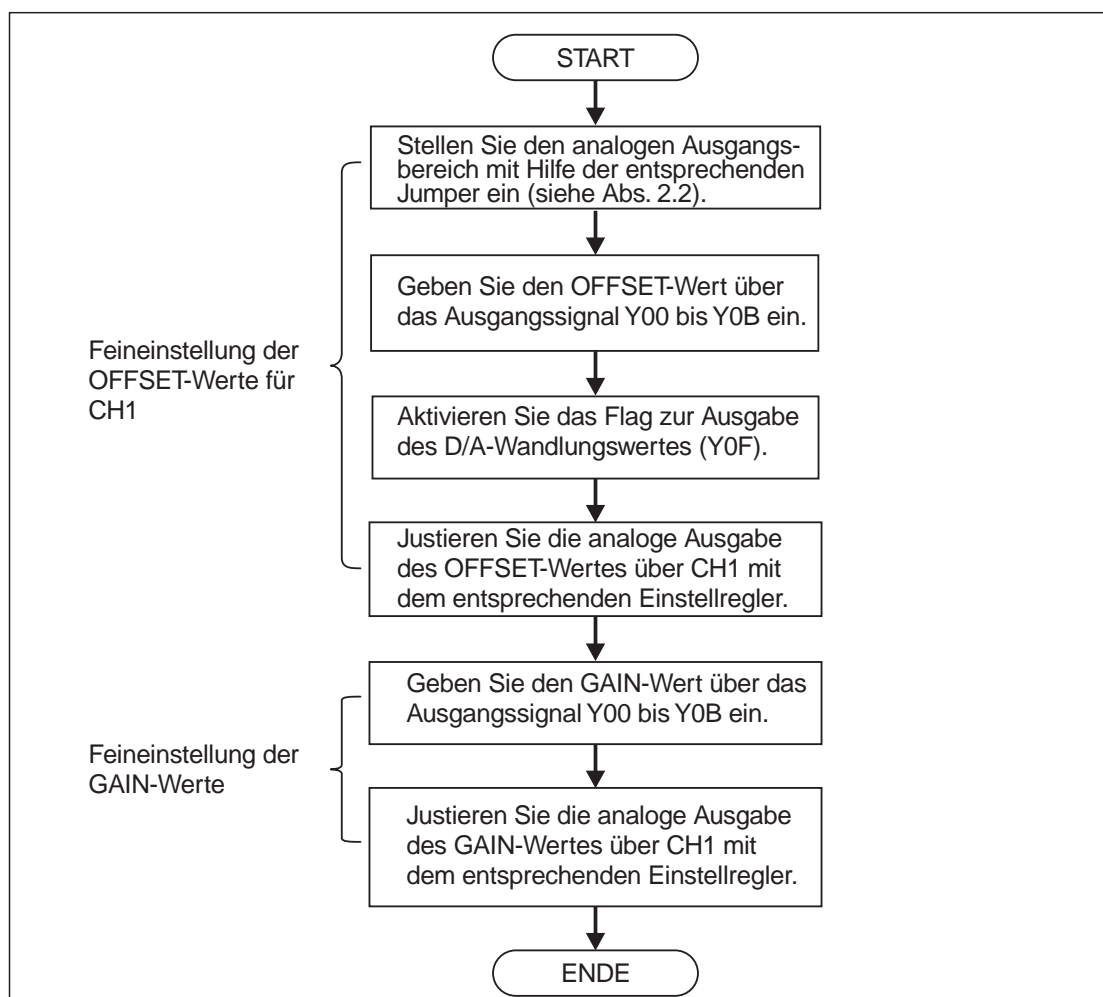 START
Stellen Sie den analogen Ausgangs-
bereich mit Hilfe der entsprechenden
Jumper ein (siehe Abs. 2.2).
Geben Sie den OFFSET-Wert über
das Ausgangssignal Y00 bis Y0B ein.
Feineinstellung der
OFFSET-Werte für
CH1
Aktivieren Sie das Flag zur Ausgabe
des D/A-Wandlungswertes (Y0F).
Justieren Sie die analoge Ausgabe
des OFFSET-Wertes über CH1 mit
dem entsprechenden Einstellregler.
Geben Sie den GAIN-Wert über das
Ausgangssignal Y00 bis Y0B ein.
Feineinstellung der
GAIN-Werte
Justieren Sie die analoge Ausgabe
des GAIN-Wertes über CH1 mit
dem entsprechenden Einstellregler.
ENDE